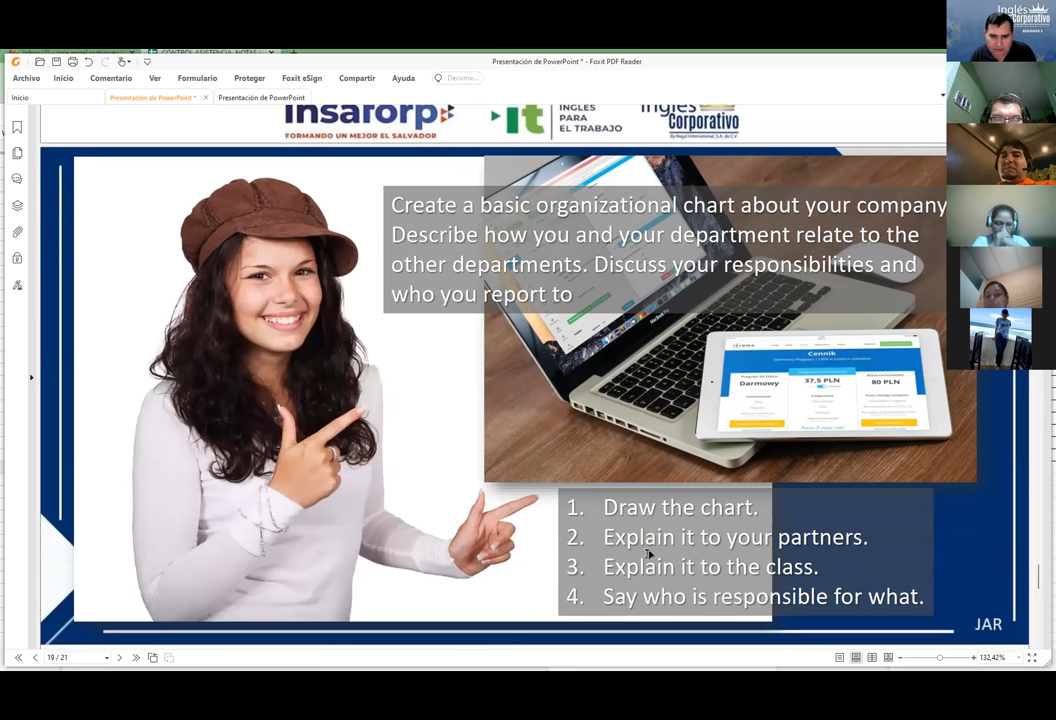 Presentación de PowerPoint * - Foxit PDF Reader
Archivo Inicio Comentario Ver Formulario Proteger Foxit eSign Compartir Ayuda Decirme...
Inicio Presentación de PowerPoint * × Presentación de PowerPoint
Insaforp
FORMANDO UN MEJOR EL SALVADOR
it
INGLÉS
PARA
EL TRABAJO
Inglés
Corporativo
Inglés
Corporativo
Create a basic organizational chart about your company
Describe how you and your department relate to the
other departments. Discuss your responsibilities and
who you report to
Cennik
Darmowy
37,5 PLN
80 PLN
1. Draw the chart.
2. Explain it to your partners.
3. Explain it to the class.
4. Say who is responsible for what.
JAR
19 / 21
132,42%